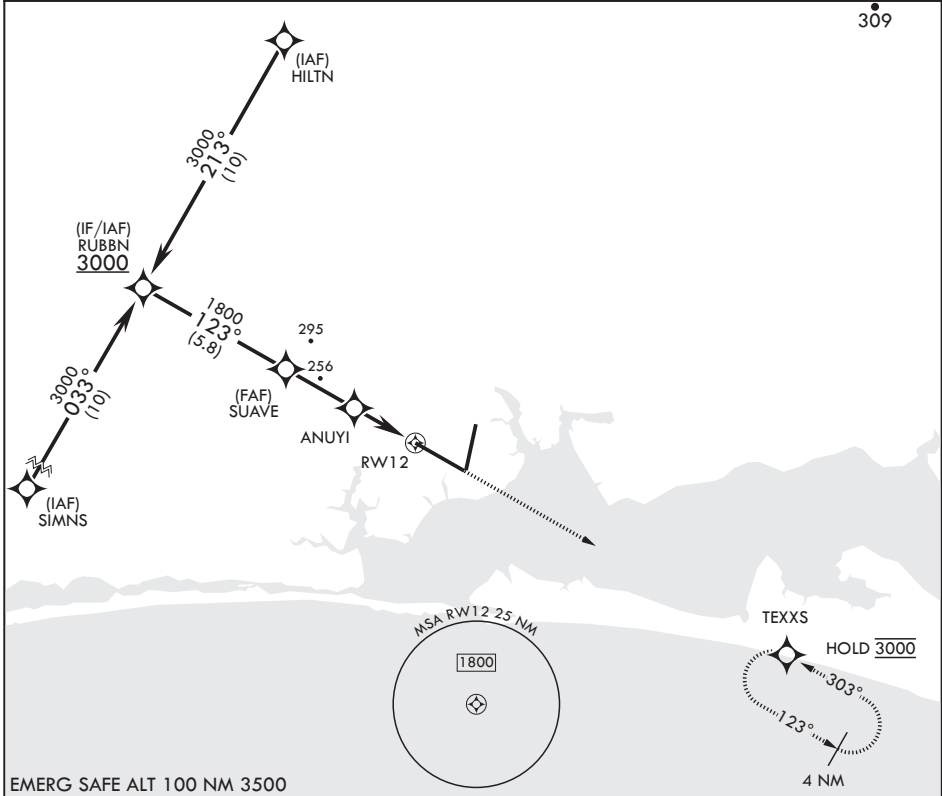 309
(IAF)
HILTN
3000
213°
(10)
(IF/IAF)
RUBBN
3000
1800
123°
(5.8)
295
256
(FAF)
SUAVE
3000
033°
(10)
ANUYI
RW12
(IAF)
SIMNS
MSA RW12 25 NM
1800
TEXXS
HOLD 3000
303°
123°
4 NM
EMERG SAFE ALT 100 NM 3500